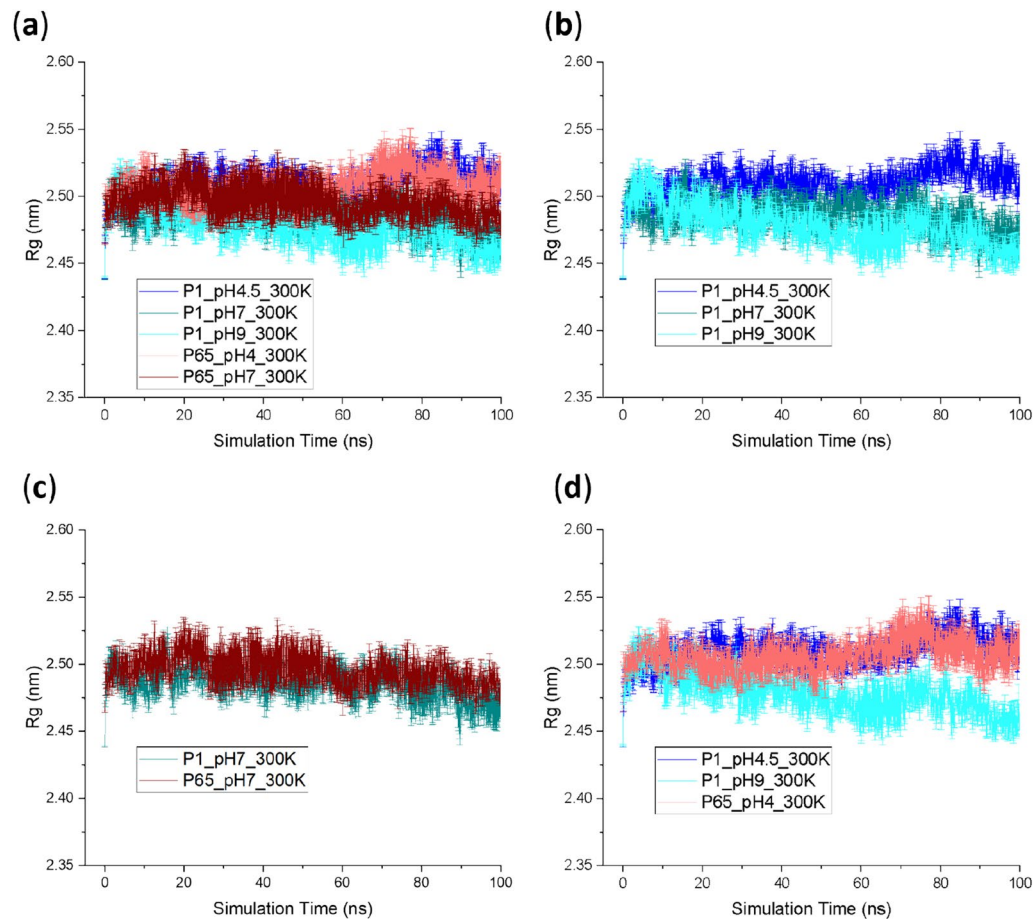 (a)
2.60
2.55
2.50
2.45
2.40
2.35
Rg (nm)
P1_pH4.5_300K
P1_pH7_300K
P1_pH9_300K
P65_pH4_300K
P65_pH7_300K
0 20 40 60 80 100
Simulation Time (ns)
(b)
2.60
2.55
2.50
2.45
2.40
2.35
Rg (nm)
P1_pH4.5_300K
P1_pH7_300K
P1_pH9_300K
0 20 40 60 80 100
Simulation Time (ns)
(c)
2.60
2.55
2.50
2.45
2.40
2.35
Rg (nm)
P1_pH7_300K
P65_pH7_300K
0 20 40 60 80 100
Simulation Time (ns)
(d)
2.60
2.55
2.50
2.45
2.40
2.35
Rg (nm)
P1_pH4.5_300K
P1_pH9_300K
P65_pH4_300K
0 20 40 60 80 100
Simulation Time (ns)